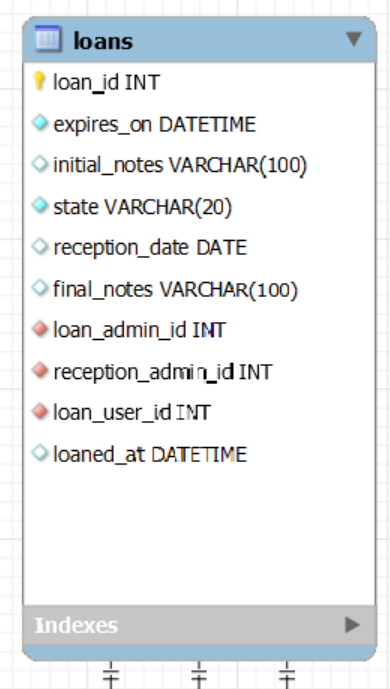 loans
loan_id INT
expires_on DATETIME
initial_notes VARCHAR(100)
state VARCHAR(20)
reception_date DATE
final_notes VARCHAR(100)
loan_admin_id INT
reception_admin_id INT
loan_user_id INT
loaned_at DATETIME
Indexes